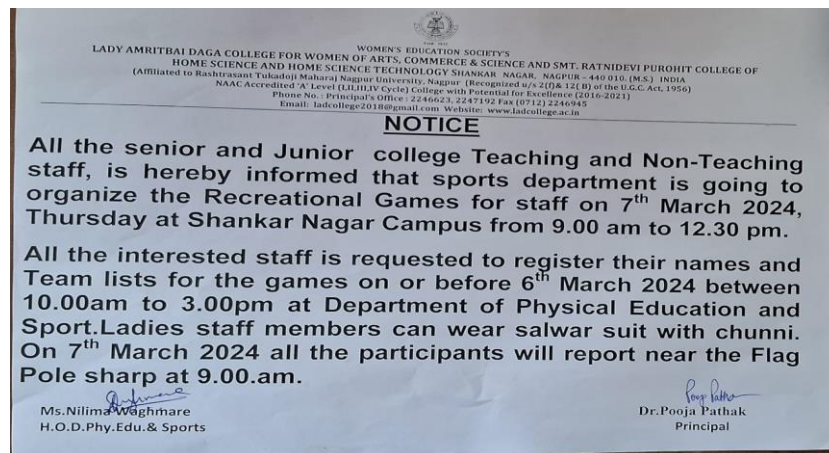 WOMEN'S EDUCATION SOCIETY'S
LADY AMRITBAI DAGA COLLEGE FOR WOMEN OF ARTS, COMMERCE & SCIENCE AND SMT. RATNIDEVI PUROHIT COLLEGE OF
HOME SCIENCE AND HOME SCIENCE TECHNOLOGY SHANKAR NAGAR, NAGPUR - 440 010. (M.S.) INDIA
(Affiliated to Rashtrasant Tukadoji Maharaj Nagpur University, Nagpur (Recognized u/s 2(f)& 12( B) of the U.G.C. Act, 1956)
NAAC Accredited 'A' Level (I,II,III,IV Cycle) College with Potential for Excellence (2016-2021)
Phone No. : Principal's Office : 2246623, 2247192 Fax (0712) 2246945
Email: ladcollege2018@gmail.com Website: www.ladcollege.ac.in
NOTICE
All the senior and Junior college Teaching and Non-Teaching
staff, is hereby informed that sports department is going to
organize the Recreational Games for staff on 7th March 2024,
Thursday at Shankar Nagar Campus from 9.00 am to 12.30 pm.
All the interested staff is requested to register their names and
Team lists for the games on or before 6th March 2024 between
10.00am to 3.00pm at Department of Physical Education and
Sport.Ladies staff members can wear salwar suit with chunni.
On 7th March 2024 all the participants will report near the Flag
Pole sharp at 9.00.am.
Ms.Nilima Waghmare
H.O.D.Phy.Edu.& Sports
Dr.Pooja Pathak
Principal